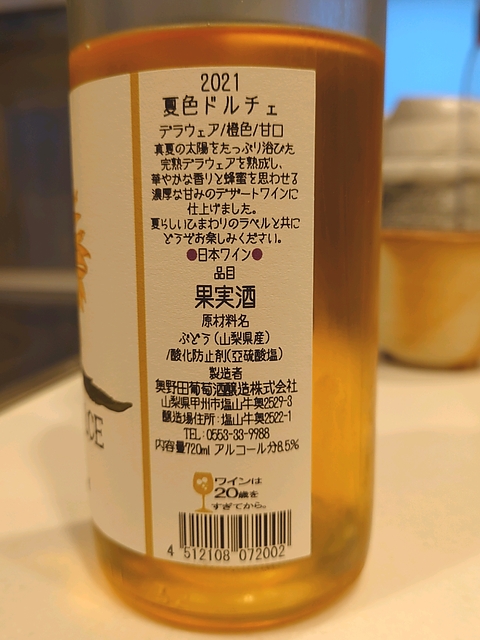 2021
夏色ドルチェ
デラウェア/橙色/甘口
真夏の太陽をたっぷり浴びた
完熟デラウェアを熟成し、
華やかな香りと蜂蜜を思わせる
濃厚な甘みのデザートワインに
仕上げました。
夏らしいひまわりのラベルと共に
どうぞお楽しみください。
●日本ワイン●
品目
果実酒
原材料名
ぶどう(山梨県産)
/酸化防止剤(亞硫酸塩)
製造者
奥野田葡萄酒醸造株式会社
山梨県甲州市塩山牛奥2529-3
醸造場住所:塩山牛奥2522-1
TEL:0553-33-9988
内容量720ml アルコール分8.5%
ワインは
20歳を
すぎてから。
4 512108 072002